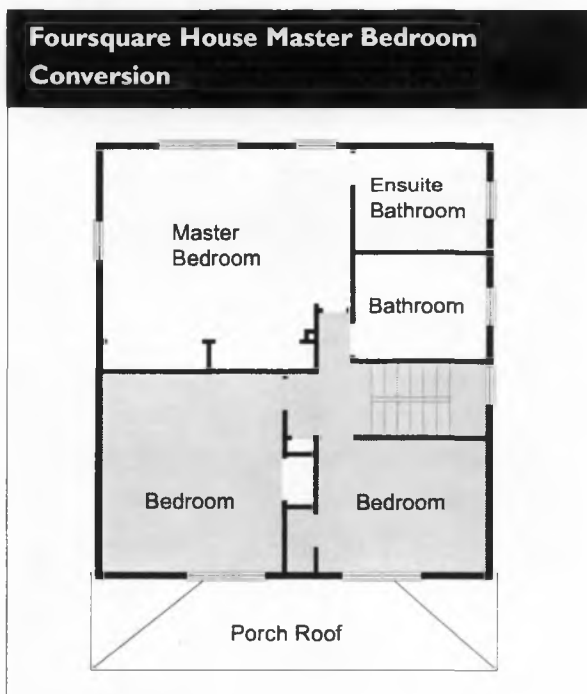 Foursquare House Master Bedroom
Conversion
Ensuite
Bathroom
Master
Bedroom
Bathroom
Bedroom
Bedroom
Porch Roof